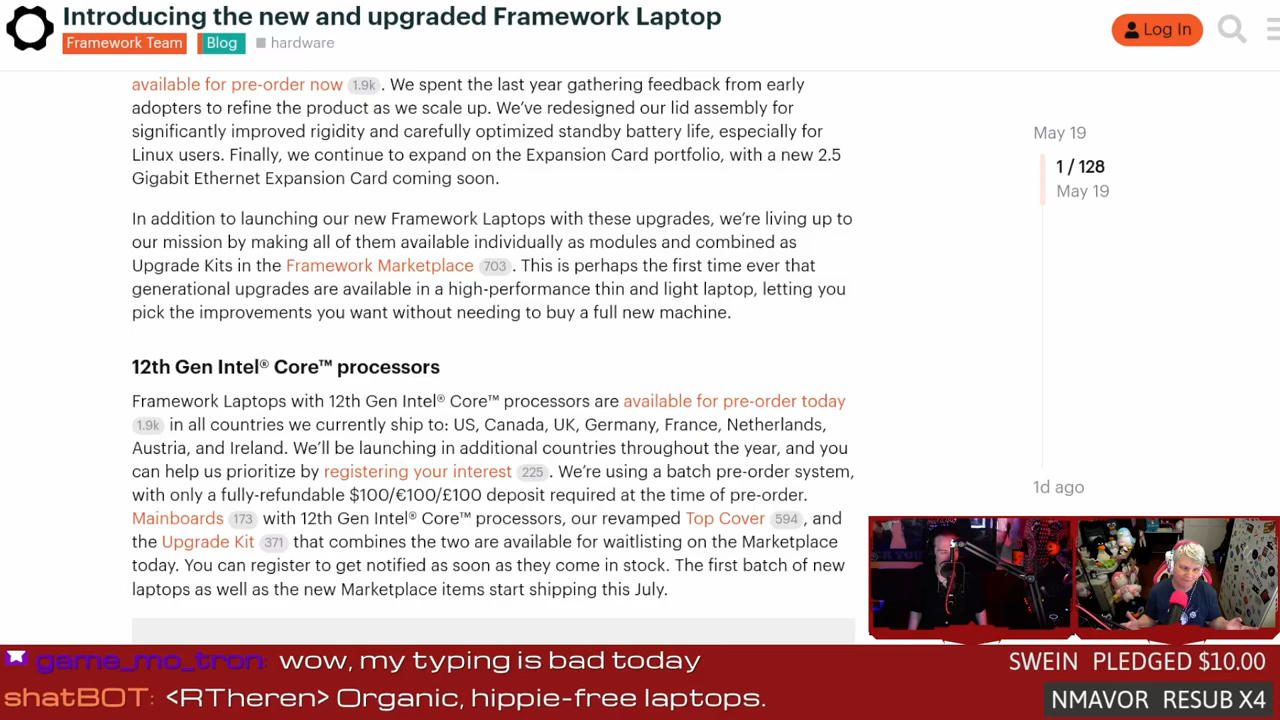 Introducing the new and upgraded Framework Laptop
Framework Team Blog hardware
Log In
available for pre-order now 1.9k . We spent the last year gathering feedback from early
adopters to refine the product as we scale up. We’ve redesigned our lid assembly for
significantly improved rigidity and carefully optimized standby battery life, especially for
Linux users. Finally, we continue to expand on the Expansion Card portfolio, with a new 2.5
Gigabit Ethernet Expansion Card coming soon.
In addition to launching our new Framework Laptops with these upgrades, we’re living up to
our mission by making all of them available individually as modules and combined as
Upgrade Kits in the Framework Marketplace 703 . This is perhaps the first time ever that
generational upgrades are available in a high-performance thin and light laptop, letting you
pick the improvements you want without needing to buy a full new machine.
12th Gen Intel® Core™ processors
Framework Laptops with 12th Gen Intel® Core™ processors are available for pre-order today
1.9k in all countries we currently ship to: US, Canada, UK, Germany, France, Netherlands,
Austria, and Ireland. We’ll be launching in additional countries throughout the year, and you
can help us prioritize by registering your interest 225 . We’re using a batch pre-order system,
with only a fully-refundable $100/€100/£100 deposit required at the time of pre-order.
Mainboards 173 with 12th Gen Intel® Core™ processors, our revamped Top Cover 594 , and
the Upgrade Kit 371 that combines the two are available for waitlisting on the Marketplace
today. You can register to get notified as soon as they come in stock. The first batch of new
laptops as well as the new Marketplace items start shipping this July.
May 19
1 / 128
May 19
1d ago
game_mo_tron: wow, my typing is bad today
shatBOT: <RTheren> Organic, hippie-free laptops.
SWEIN PLEDGED $10.00
NMAVOR RESUB X4